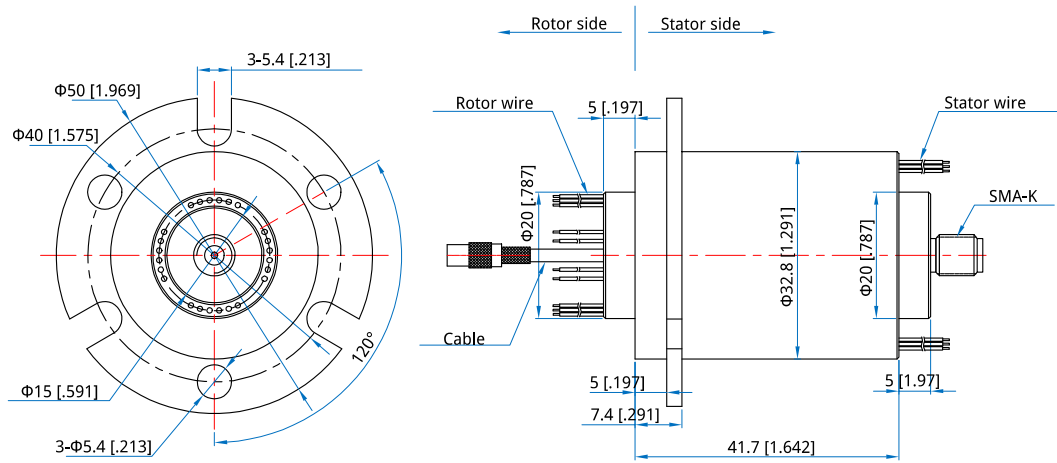 Rotor side
Stator side
3-5.4 [.213]
Φ50 [1.969]
Φ40 [1.575]
Rotor wire
5 [.197]
Stator wire
SMA-K
Φ20 [.787]
Φ32.8 [1.291]
Φ20 [.787]
Cable
120°
Φ15 [.591]
5 [.197]
5 [1.97]
7.4 [.291]
3-Φ5.4 [.213]
41.7 [1.642]